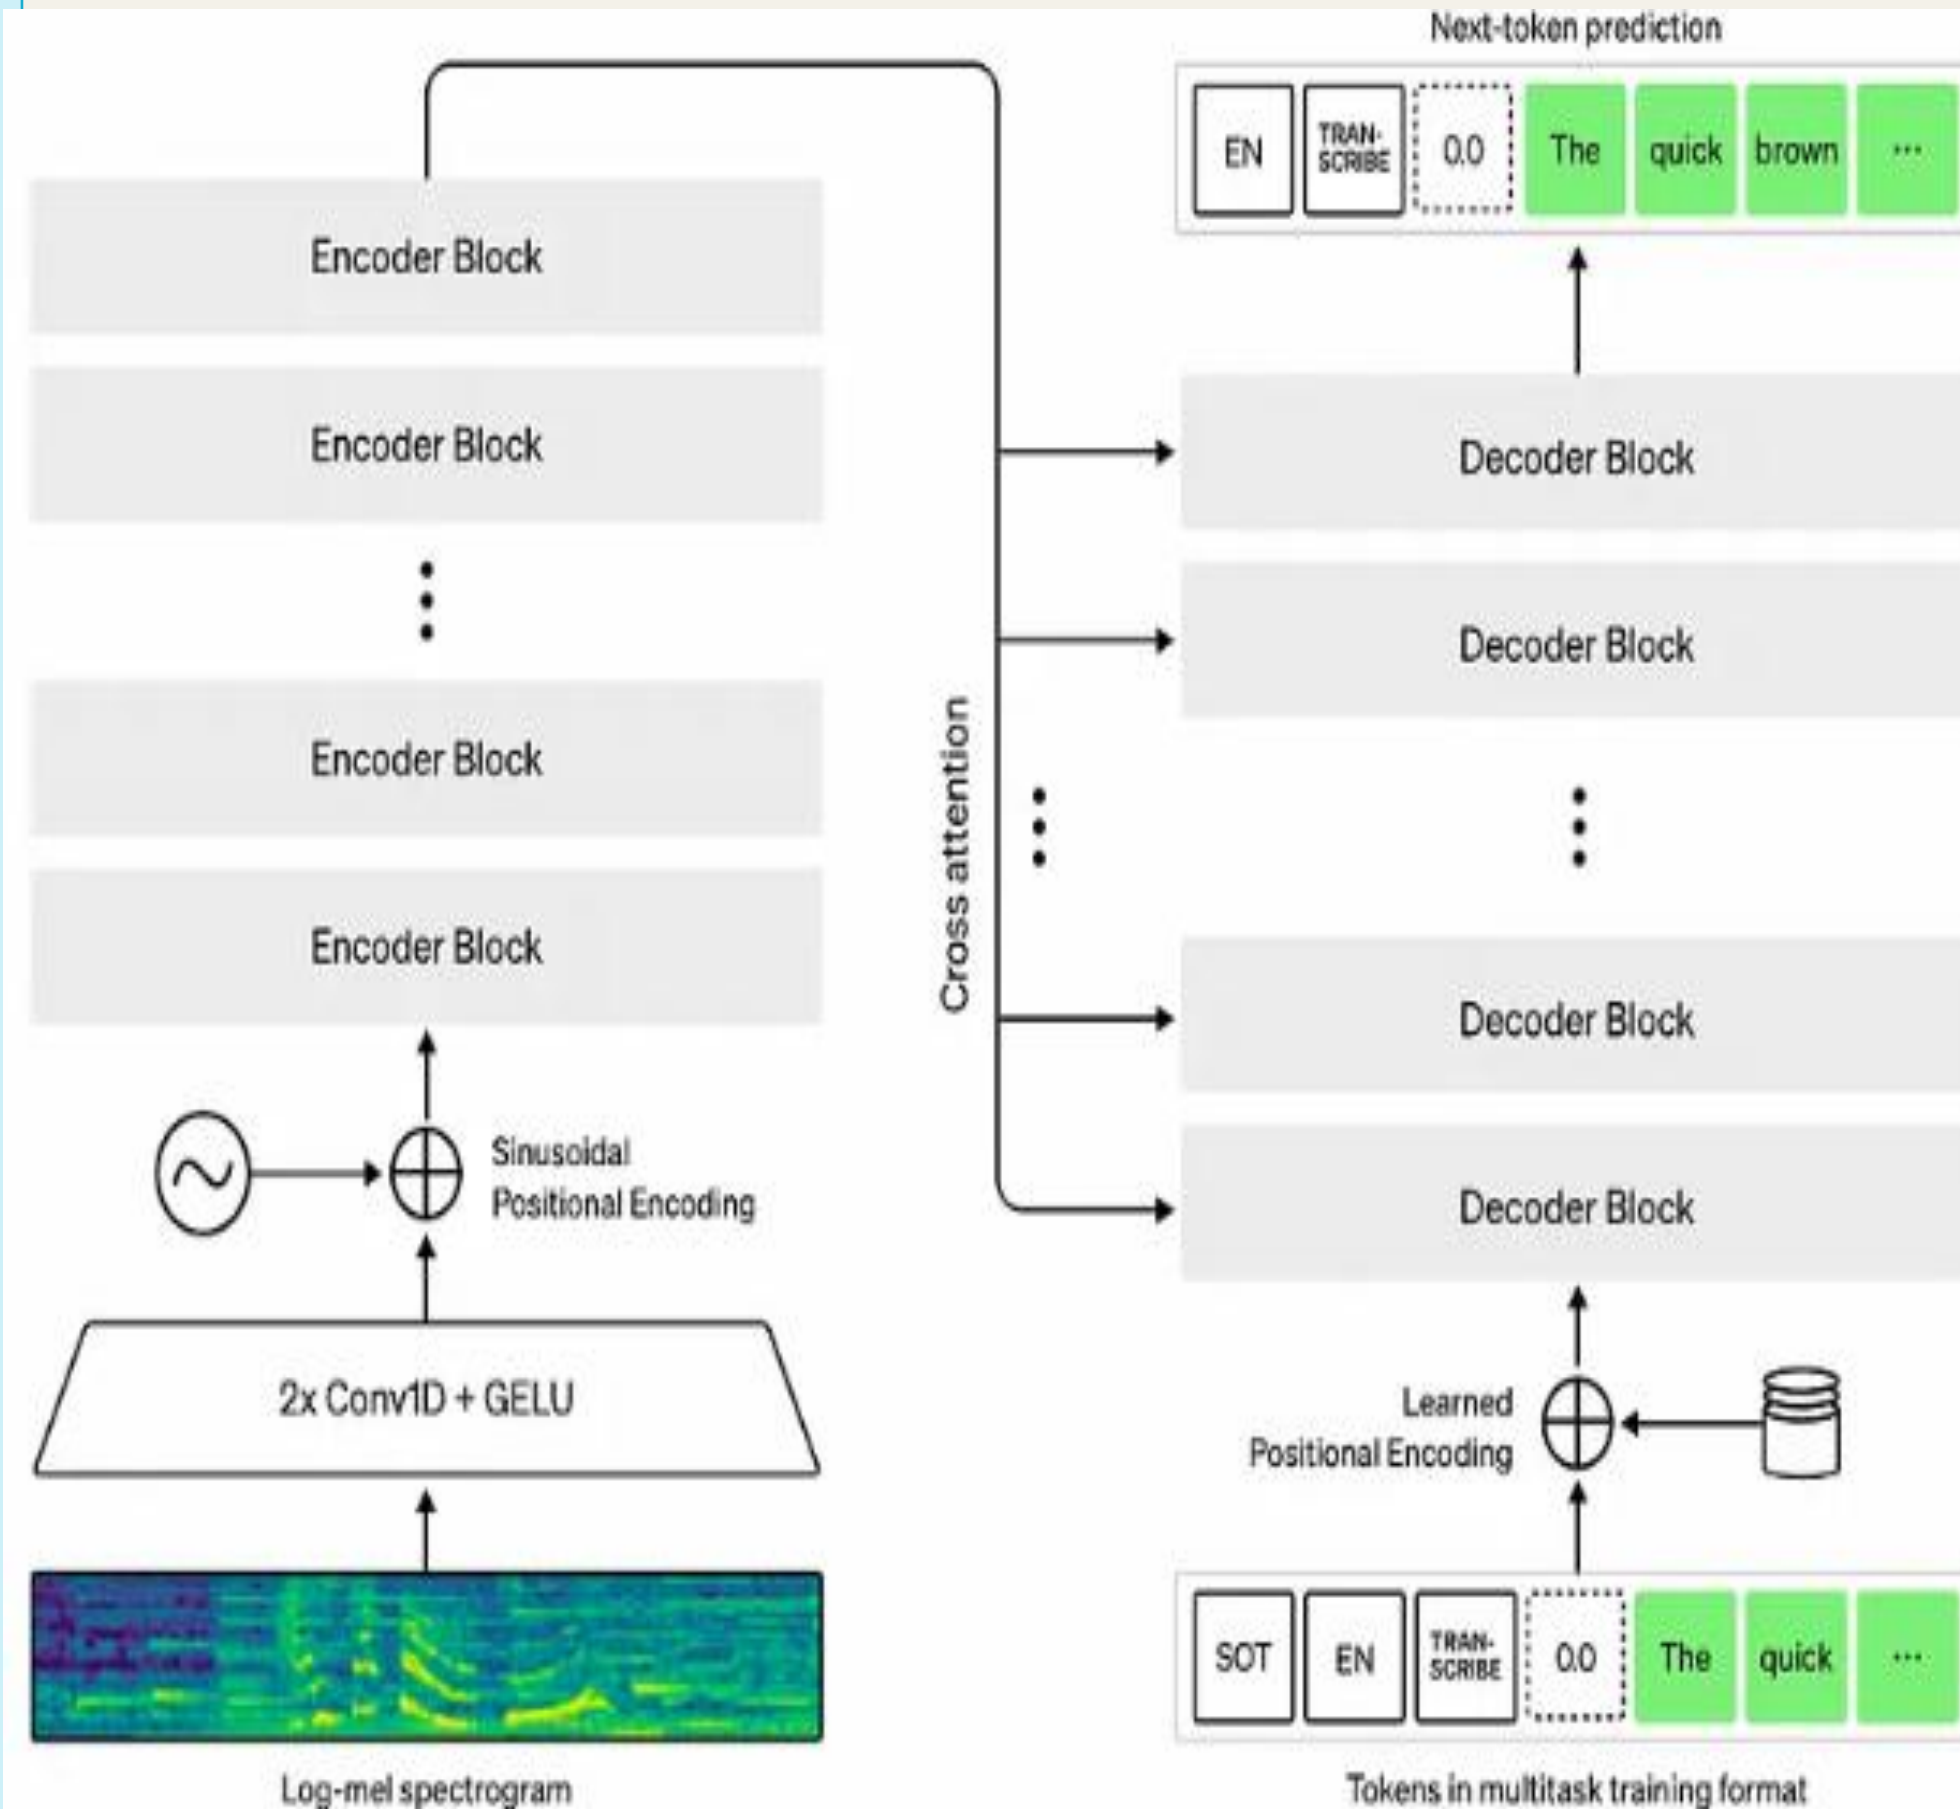 Next-token prediction
EN TRAN-SCRIBE 0.0 The quick brown ...
Encoder Block
Encoder Block
Encoder Block
Encoder Block
Sinusoidal
Positional Encoding
2x Conv1D + GELU
Log-mel spectrogram
Cross attention
Decoder Block
Decoder Block
Decoder Block
Decoder Block
Learned
Positional Encoding
SOT EN TRAN-SCRIBE 0.0 The quick ...
Tokens in multitask training format